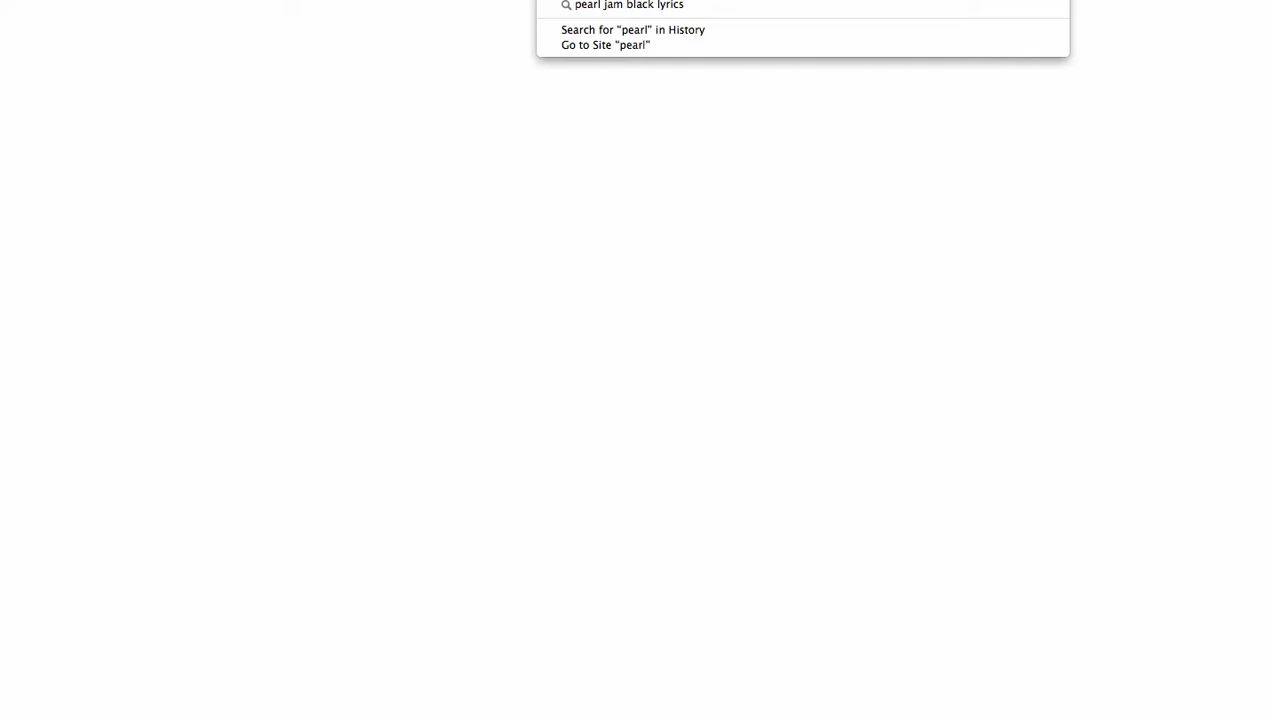 pearl jam black lyrics
Search for “pearl” in History
Go to Site “pearl”